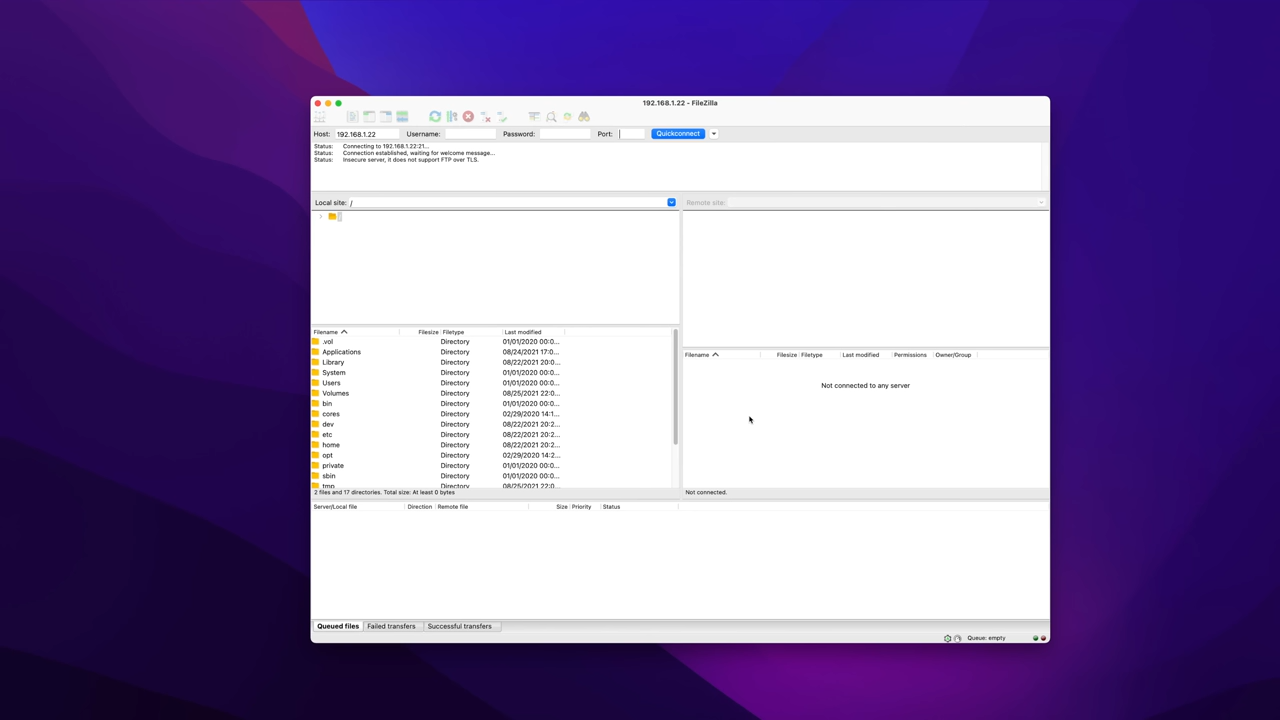 192.168.1.22 - FileZilla
Host: 192.168.1.22 Username: Password: Port: Quickconnect
Status: Connecting to 192.168.1.22:21...
Status: Connection established, waiting for welcome message...
Status: Insecure server, it does not support FTP over TLS.
Local site: /
Remote site:
Filename Filesize Filetype Last modified
.vol Directory 01/01/2020 00:0...
Applications Directory 08/24/2021 17:0...
Library Directory 08/22/2021 20:0...
System Directory 01/01/2020 00:0...
Users Directory 01/01/2020 00:0...
Volumes Directory 08/25/2021 22:0...
bin Directory 01/01/2020 00:0...
cores Directory 02/29/2020 14:1...
dev Directory 08/22/2021 20:2...
etc Directory 08/22/2021 20:2...
home Directory 08/22/2021 20:2...
opt Directory 02/29/2020 14:2...
private Directory 01/01/2020 00:0...
sbin Directory 01/01/2020 00:0...
tmp Directory 08/25/2021 22:0...
2 files and 17 directories. Total size: At least 0 bytes
Filename Filesize Filetype Last modified Permissions Owner/Group
Not connected to any server
Not connected.
Server/Local file Direction Remote file Size Priority Status
Queued files Failed transfers Successful transfers
Queue: empty